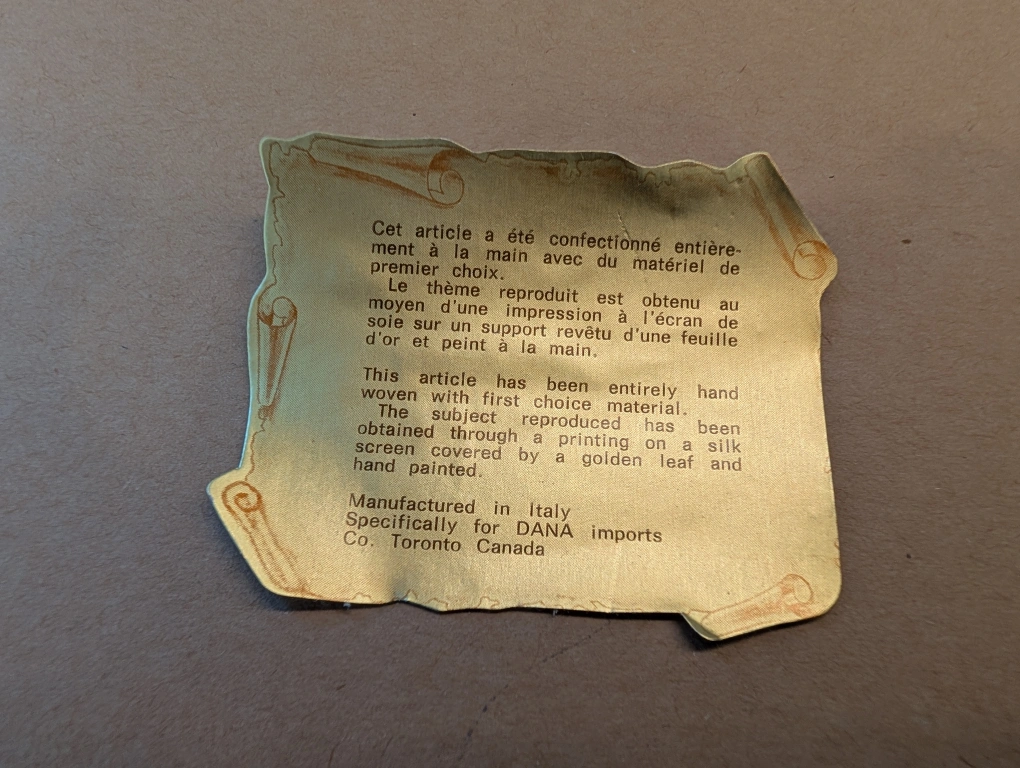 Cet article a été confectionné entière-
ment à la main avec du matériel de
premier choix.
Le thème reproduit est obtenu au
moyen d'une impression à l'écran de
soie sur un support revêtu d'une feuille
d'or et peint à la main.
This article has been entirely hand
woven with first choice material.
The subject reproduced has been
obtained through a printing on a silk
screen covered by a golden leaf and
hand painted.
Manufactured in Italy
Specifically for DANA imports
Co. Toronto Canada